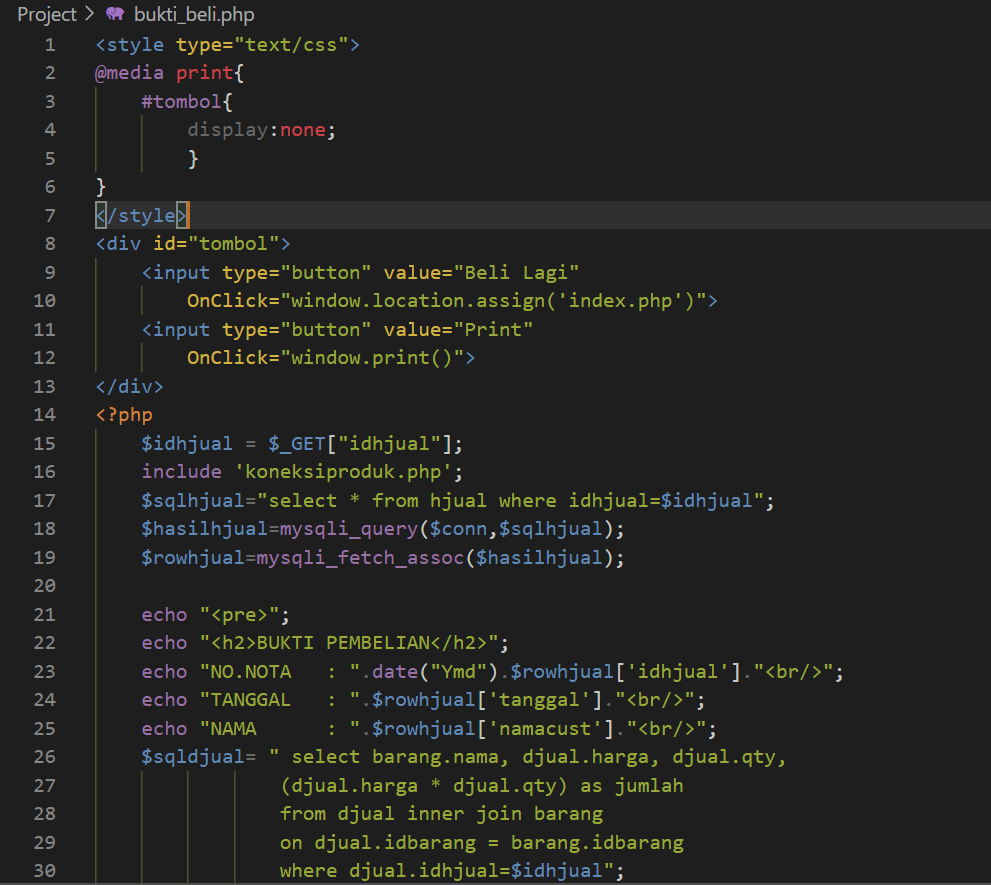 Project > bukti_beli.php
1 <style type="text/css">
2 @media print{
3     #tombol{
4         display:none;
5         }
6 }
7 </style>
8 <div id="tombol">
9     <input type="button" value="Beli Lagi"
10         OnClick="window.location.assign('index.php')">
11     <input type="button" value="Print"
12         OnClick="window.print()">
13 </div>
14 <?php
15     $idhjual = $_GET["idhjual"];
16     include 'koneksiproduk.php';
17     $sqlhjual="select * from hjual where idhjual=$idhjual";
18     $hasilhjual=mysqli_query($conn,$sqlhjual);
19     $rowhjual=mysqli_fetch_assoc($hasilhjual);
20
21     echo "<pre>";
22     echo "<h2>BUKTI PEMBELIAN</h2>";
23     echo "NO.NOTA   : ".date("Ymd").$rowhjual['idhjual']."<br/>";
24     echo "TANGGAL   : ".$rowhjual['tanggal']."<br/>";
25     echo "NAMA      : ".$rowhjual['namacust']."<br/>";
26     $sqldjual= " select barang.nama, djual.harga, djual.qty,
27                 (djual.harga * djual.qty) as jumlah
28                 from djual inner join barang
29                 on djual.idbarang = barang.idbarang
30                 where djual.idhjual=$idhjual";